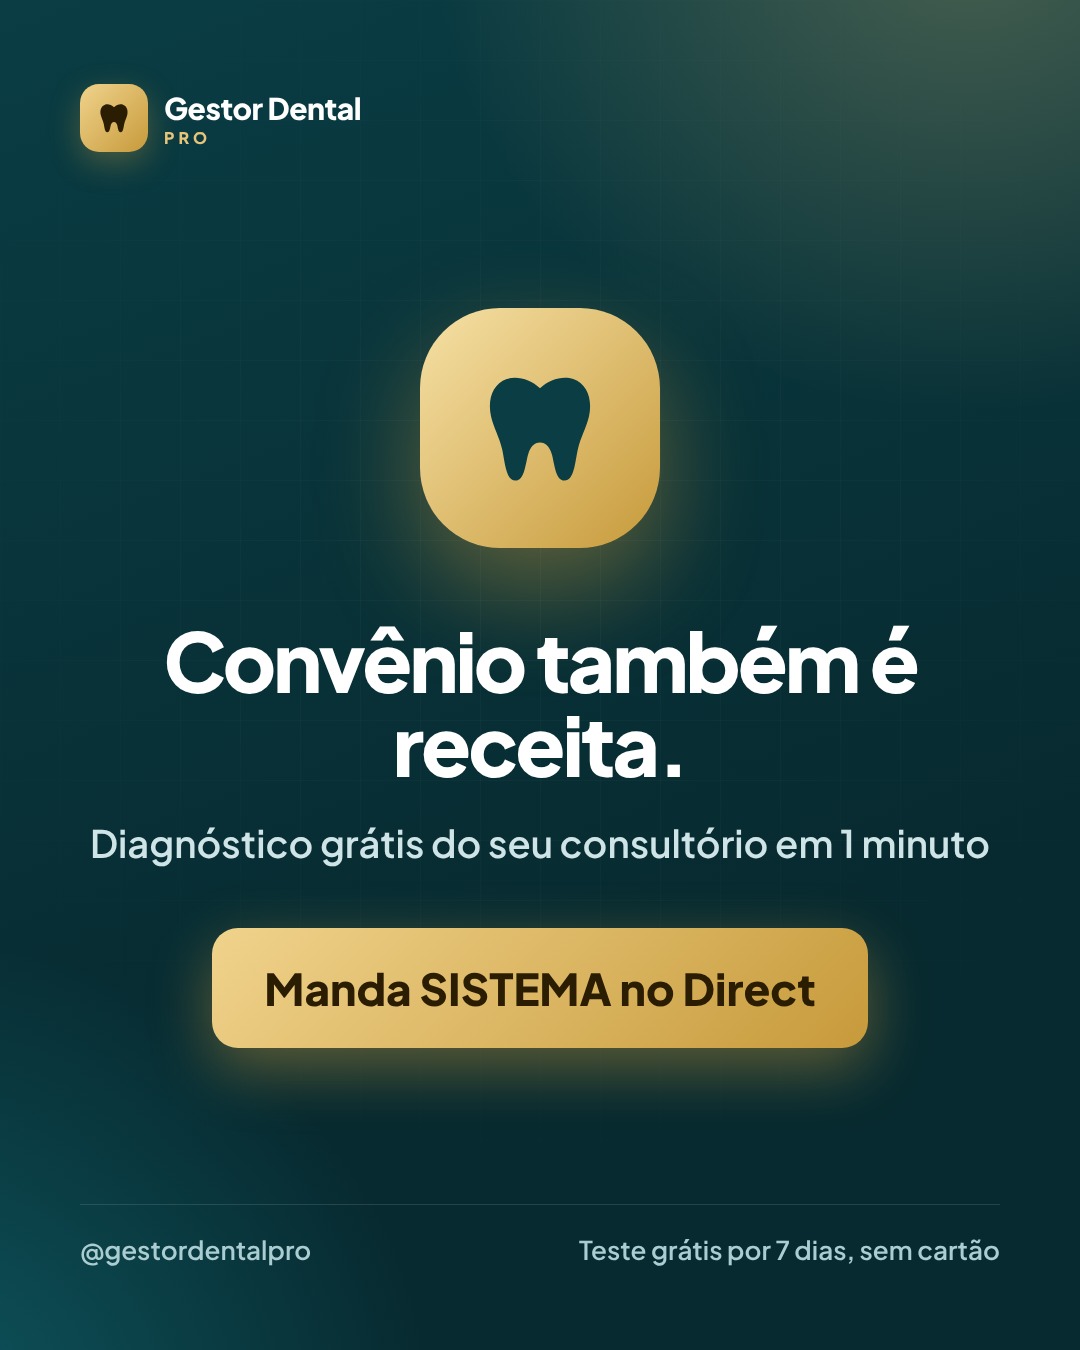 Gestor Dental
PRO
Convênio também é
receita.
Diagnóstico grátis do seu consultório em 1 minuto
Manda SISTEMA no Direct
@gestordentalpro
Teste grátis por 7 dias, sem cartão